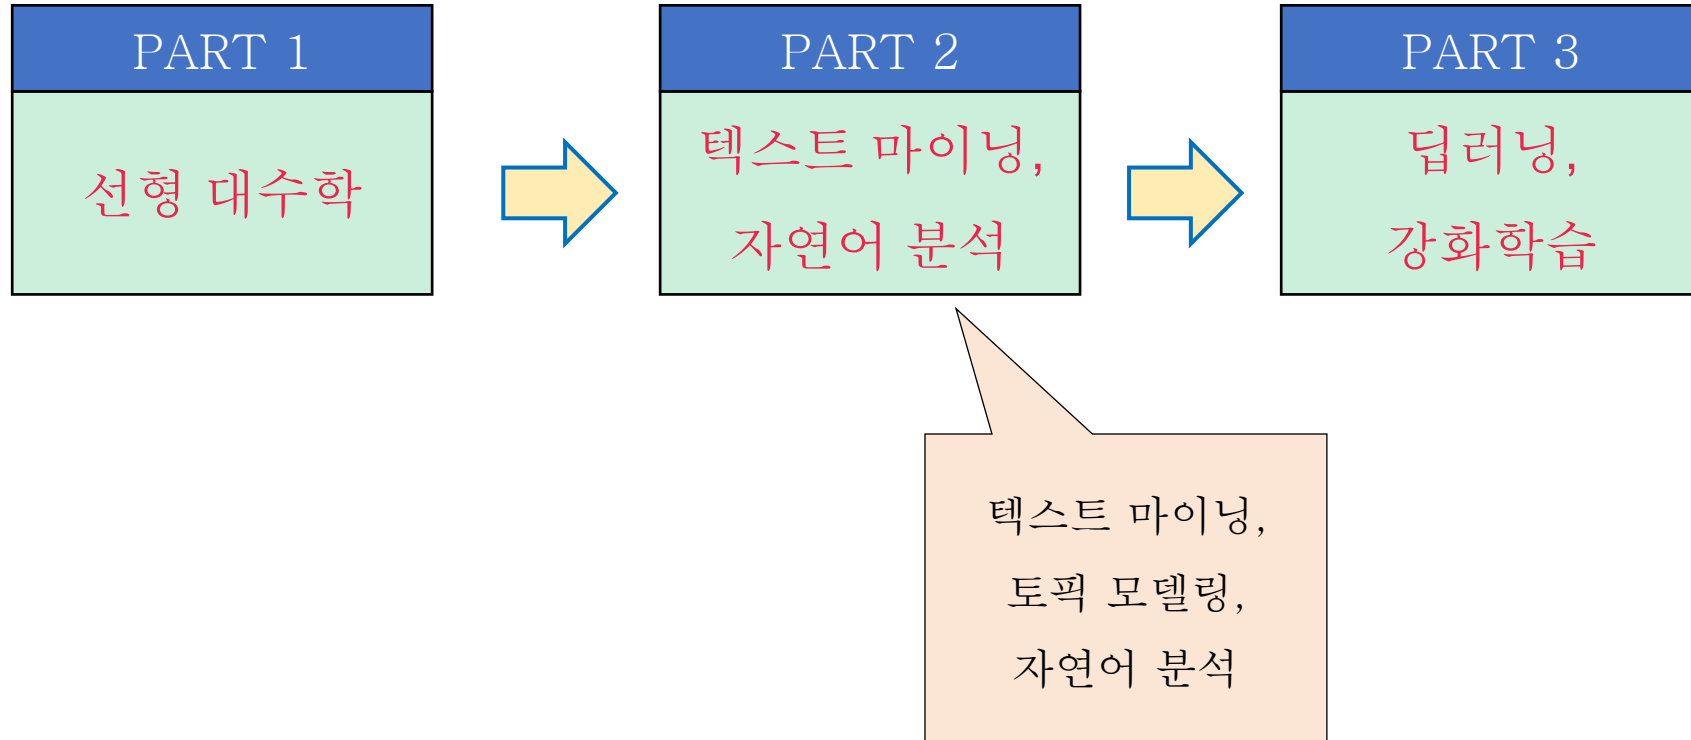 PART 1
선형 대수학
PART 2
텍스트 마이닝,
자연어 분석
PART 3
딥러닝,
강화학습
텍스트 마이닝,
토픽 모델링,
자연어 분석